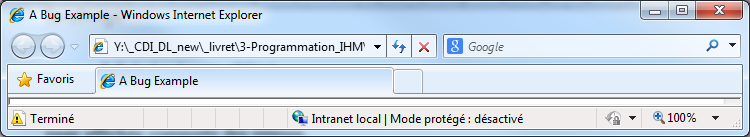 A Bug Example - Windows Internet Explorer
Y:\_CDI_DL_new\_livret\3-Programmation_IHM\
Google
Favoris
A Bug Example
Terminé
Intranet local | Mode protégé : désactivé
100%